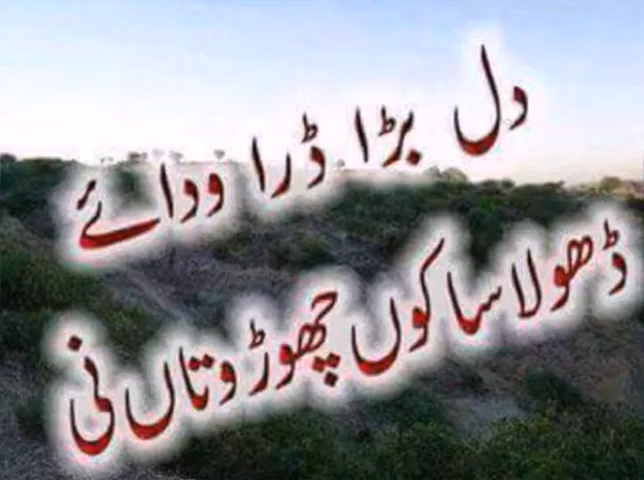 دل بڑا ڈرا ودائے
ڈھولا ساکوں چھوڑ وتاں نی